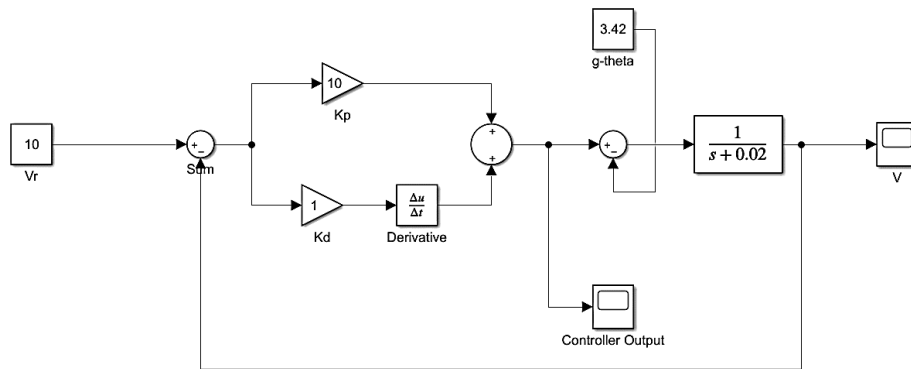 3.42
g-theta
10
Kp
10
Vr
+
−
Sum
+
+
+
−
1
s + 0.02
V
1
Kd
Δu
Δt
Derivative
Controller Output